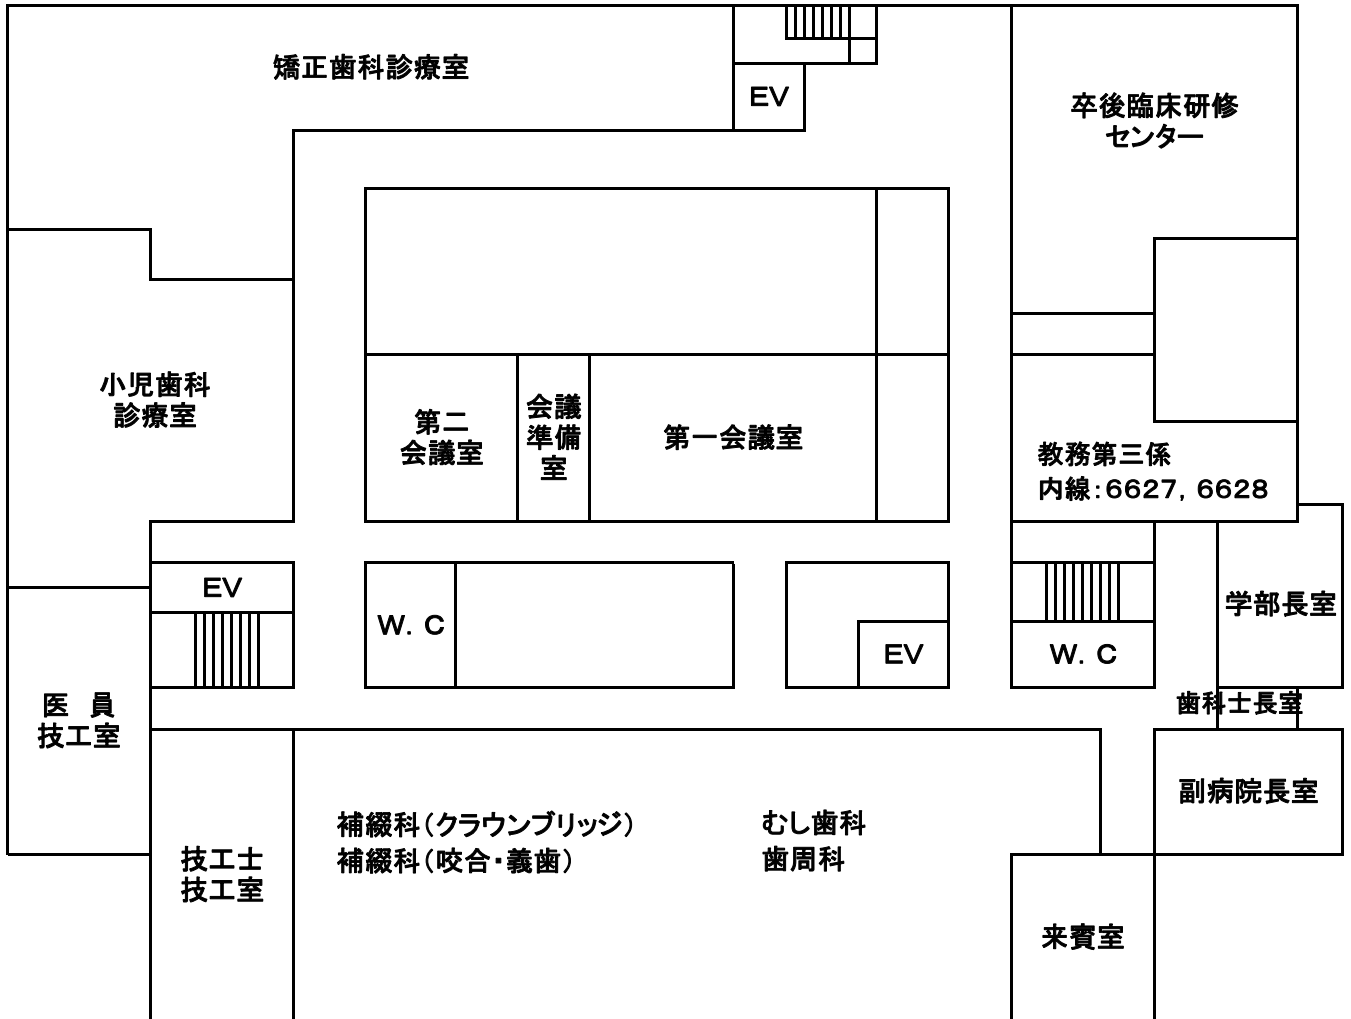 矯正歯科診療室
EV
卒後臨床研修
センター
小児歯科
診療室
第二
会議室
会議
準備
室
第一会議室
教務第三係
内線：6627，6628
EV
W．C
EV
W．C
学部長室
医　員
技工室
歯科士長室
副病院長室
技工士
技工室
補綴科（クラウンブリッジ）
補綴科（咬合・義歯）
むし歯科
歯周科
来賓室